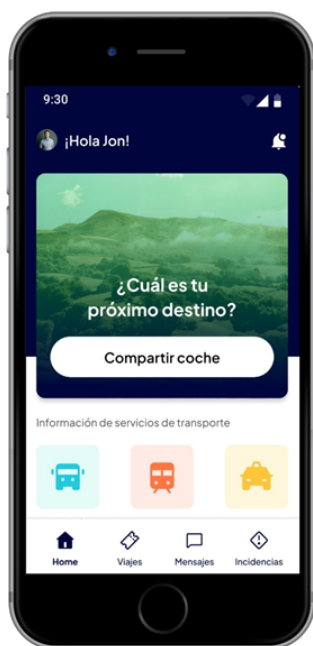 9:30
¡Hola Jon!
¿Cuál es tu
próximo destino?
Compartir coche
Información de servicios de transporte
Home
Viajes
Mensajes
Incidencias